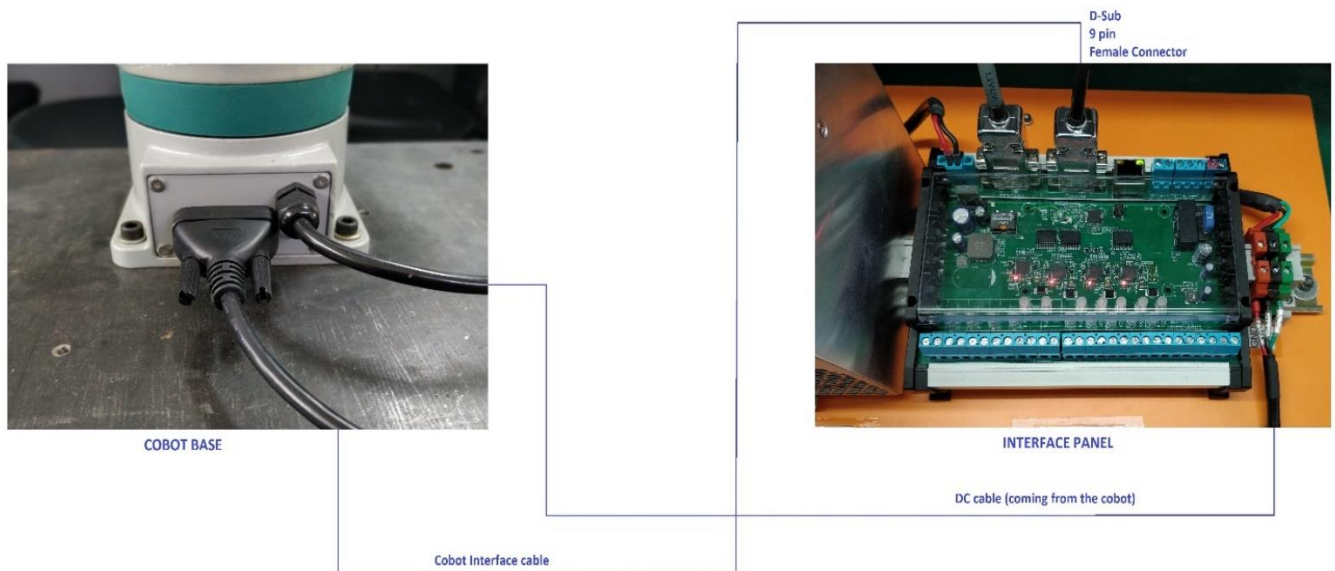 D-Sub
9 pin
Female Connector
COBOT BASE
INTERFACE PANEL
DC cable (coming from the cobot)
Cobot Interface cable